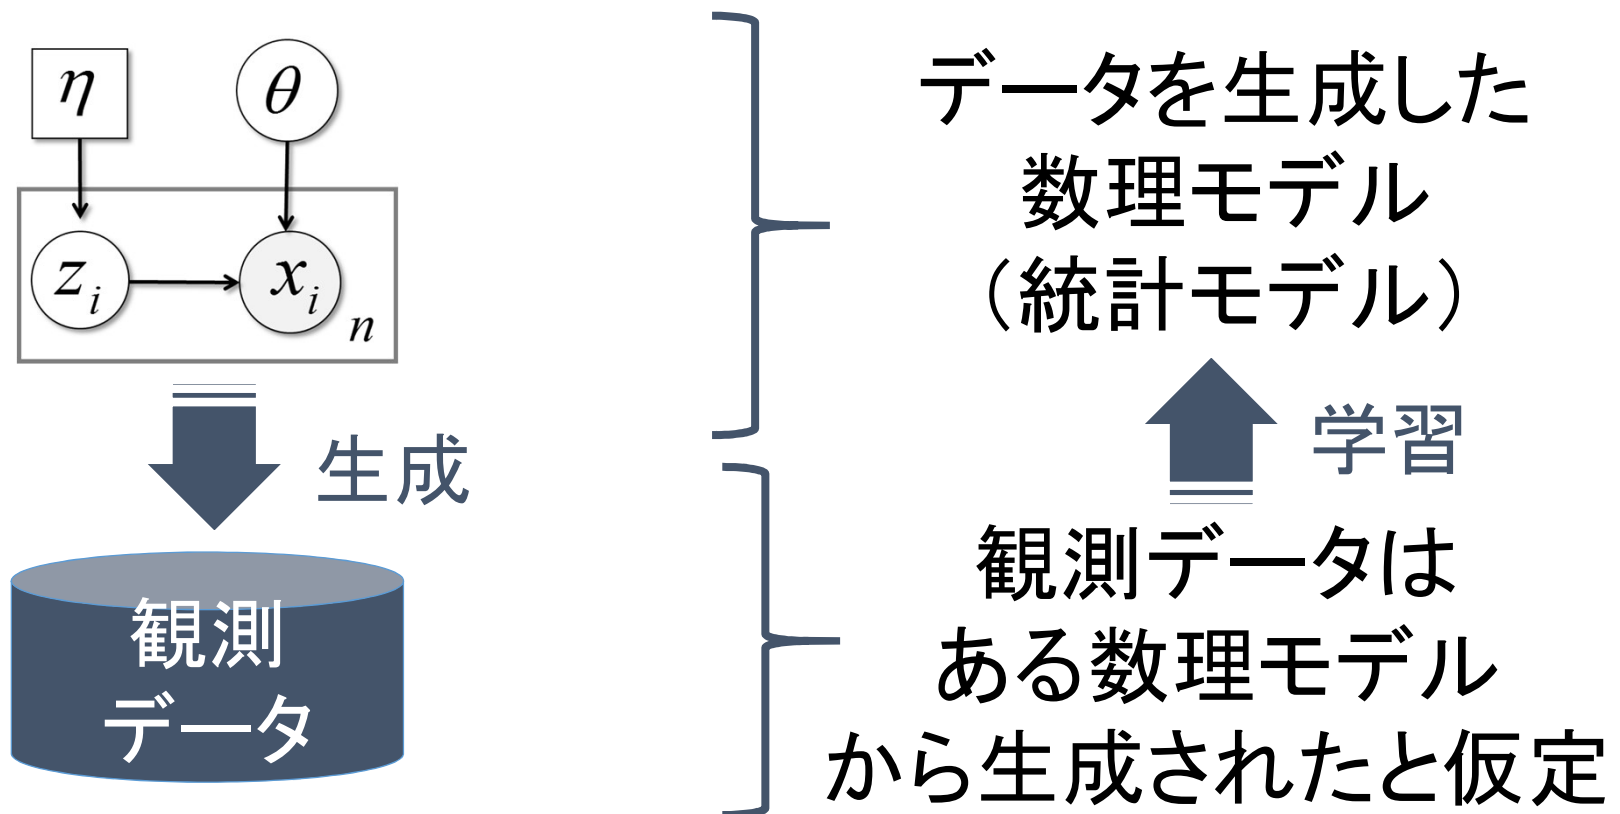 η
θ
z_i
x_i
n
生成
観測
データ
データを生成した
数理モデル
（統計モデル）
学習
観測データは
ある数理モデル
から生成されたと仮定